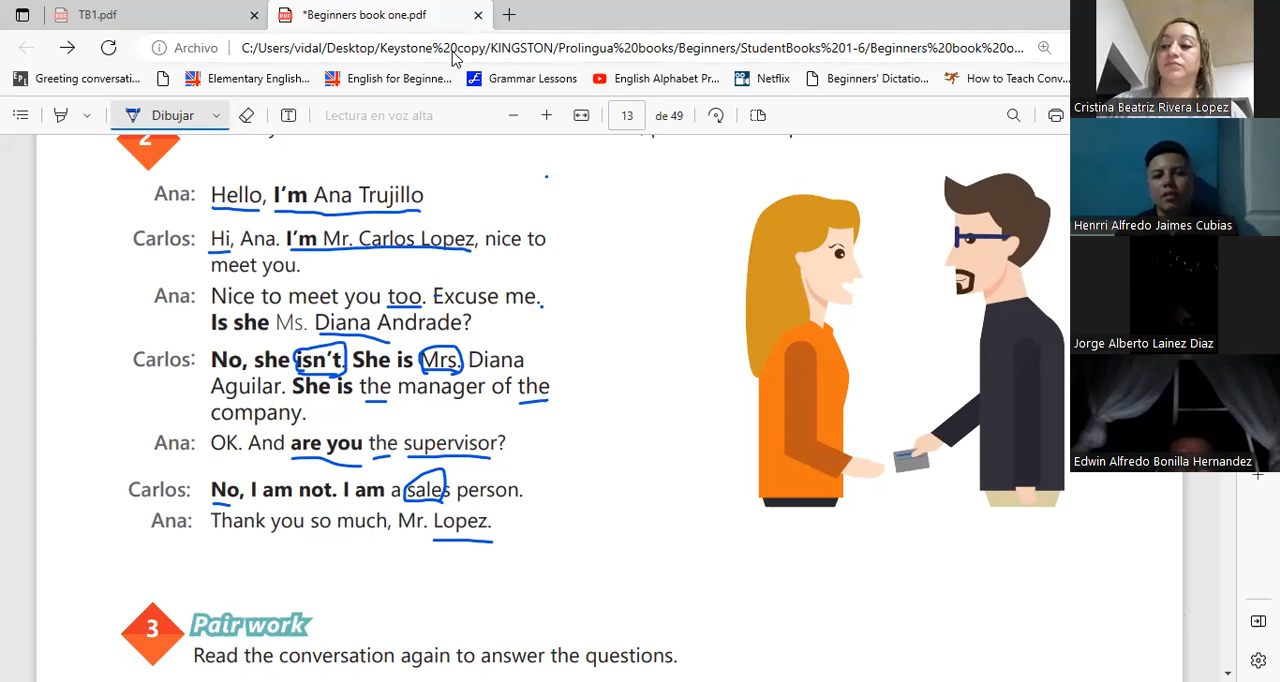 TB1.pdf
*Beginners book one.pdf
Archivo C:/Users/vidal/Desktop/Keystone%20copy/KINGSTON/Prolingua%20books/Beginners/StudentBooks%201-6/Beginners%20book%20o...
Greeting conversati... Elementary English... English for Beginne... Grammar Lessons English Alphabet Pr... Netflix Beginners' Dictatio... How to Teach Conv...
Dibujar Lectura en voz alta 13 de 49
2
Ana: Hello, I'm Ana Trujillo
Carlos: Hi, Ana. I'm Mr. Carlos Lopez, nice to
meet you.
Ana: Nice to meet you too. Excuse me.
Is she Ms. Diana Andrade?
Carlos: No, she isn't. She is Mrs. Diana
Aguilar. She is the manager of the
company.
Ana: OK. And are you the supervisor?
Carlos: No, I am not. I am a sales person.
Ana: Thank you so much, Mr. Lopez.
3 Pair work
Read the conversation again to answer the questions.
Cristina Beatriz Rivera Lopez
Henrri Alfredo Jaimes Cubias
Jorge Alberto Lainez Diaz
Edwin Alfredo Bonilla Hernandez